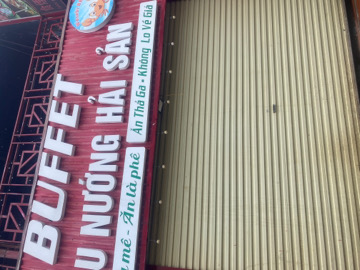 BUFFET
U NƯỚNG HẢI SẢN
mê - Ăn là phê
Ăn Thả Ga - Không Lo Về Giá